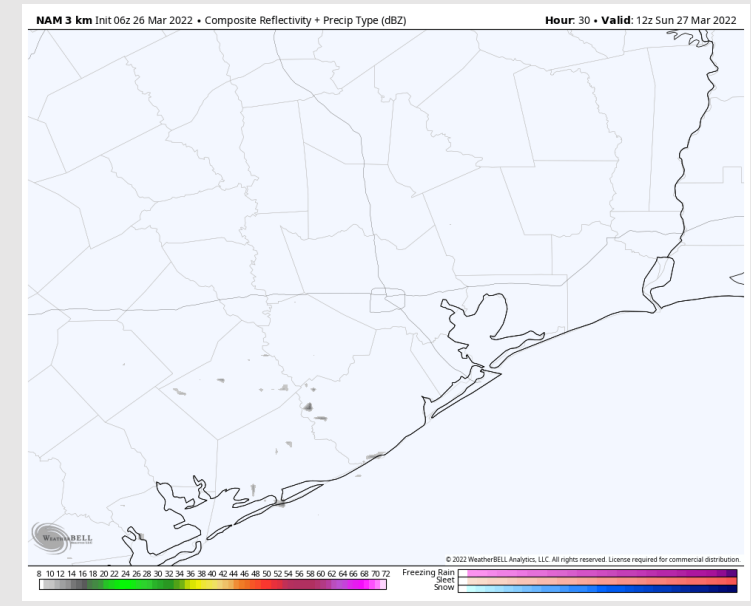 NAM 3 km Init 06z 26 Mar 2022 • Composite Reflectivity + Precip Type (dBZ)
Hour: 30 • Valid: 12z Sun 27 Mar 2022
WeatherBELL
© 2022 WeatherBELL Analytics, LLC. All rights reserved. License required for commercial distribution.
8 10 12 14 16 18 20 22 24 26 28 30 32 34 36 38 40 42 44 46 48 50 52 54 56 58 60 62 64 66 68 70 72
Freezing Rain
Sleet
Snow